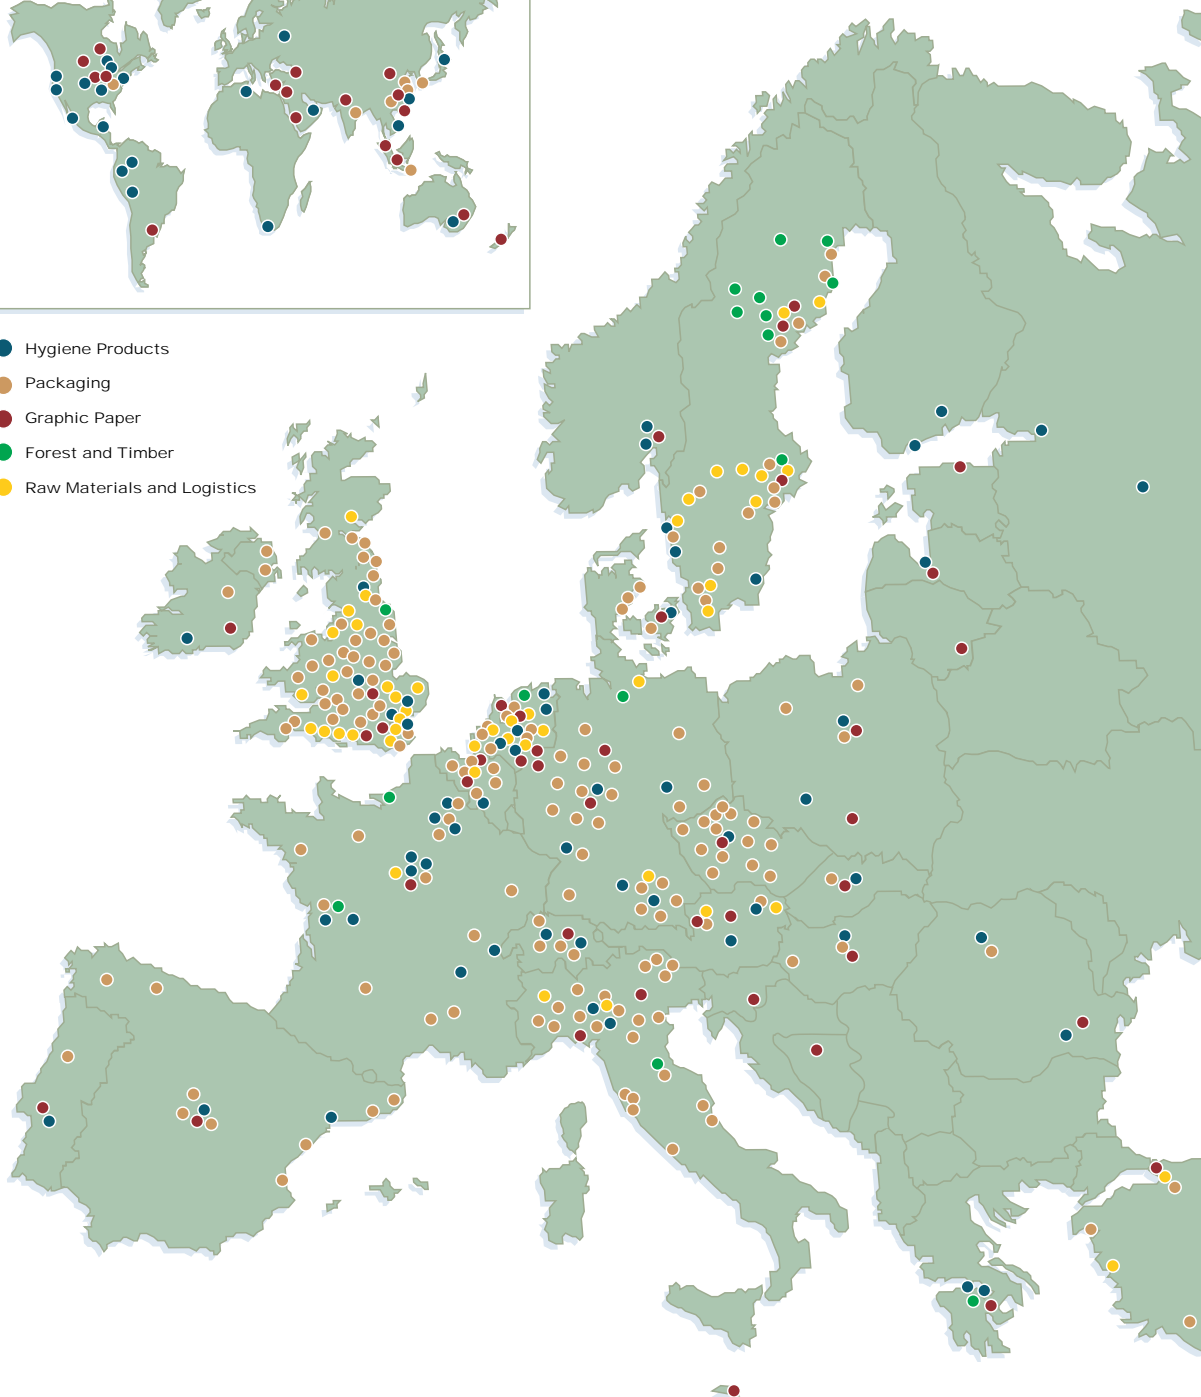 Hygiene Products
Packaging
Graphic Paper
Forest and Timber
Raw Materials and Logistics